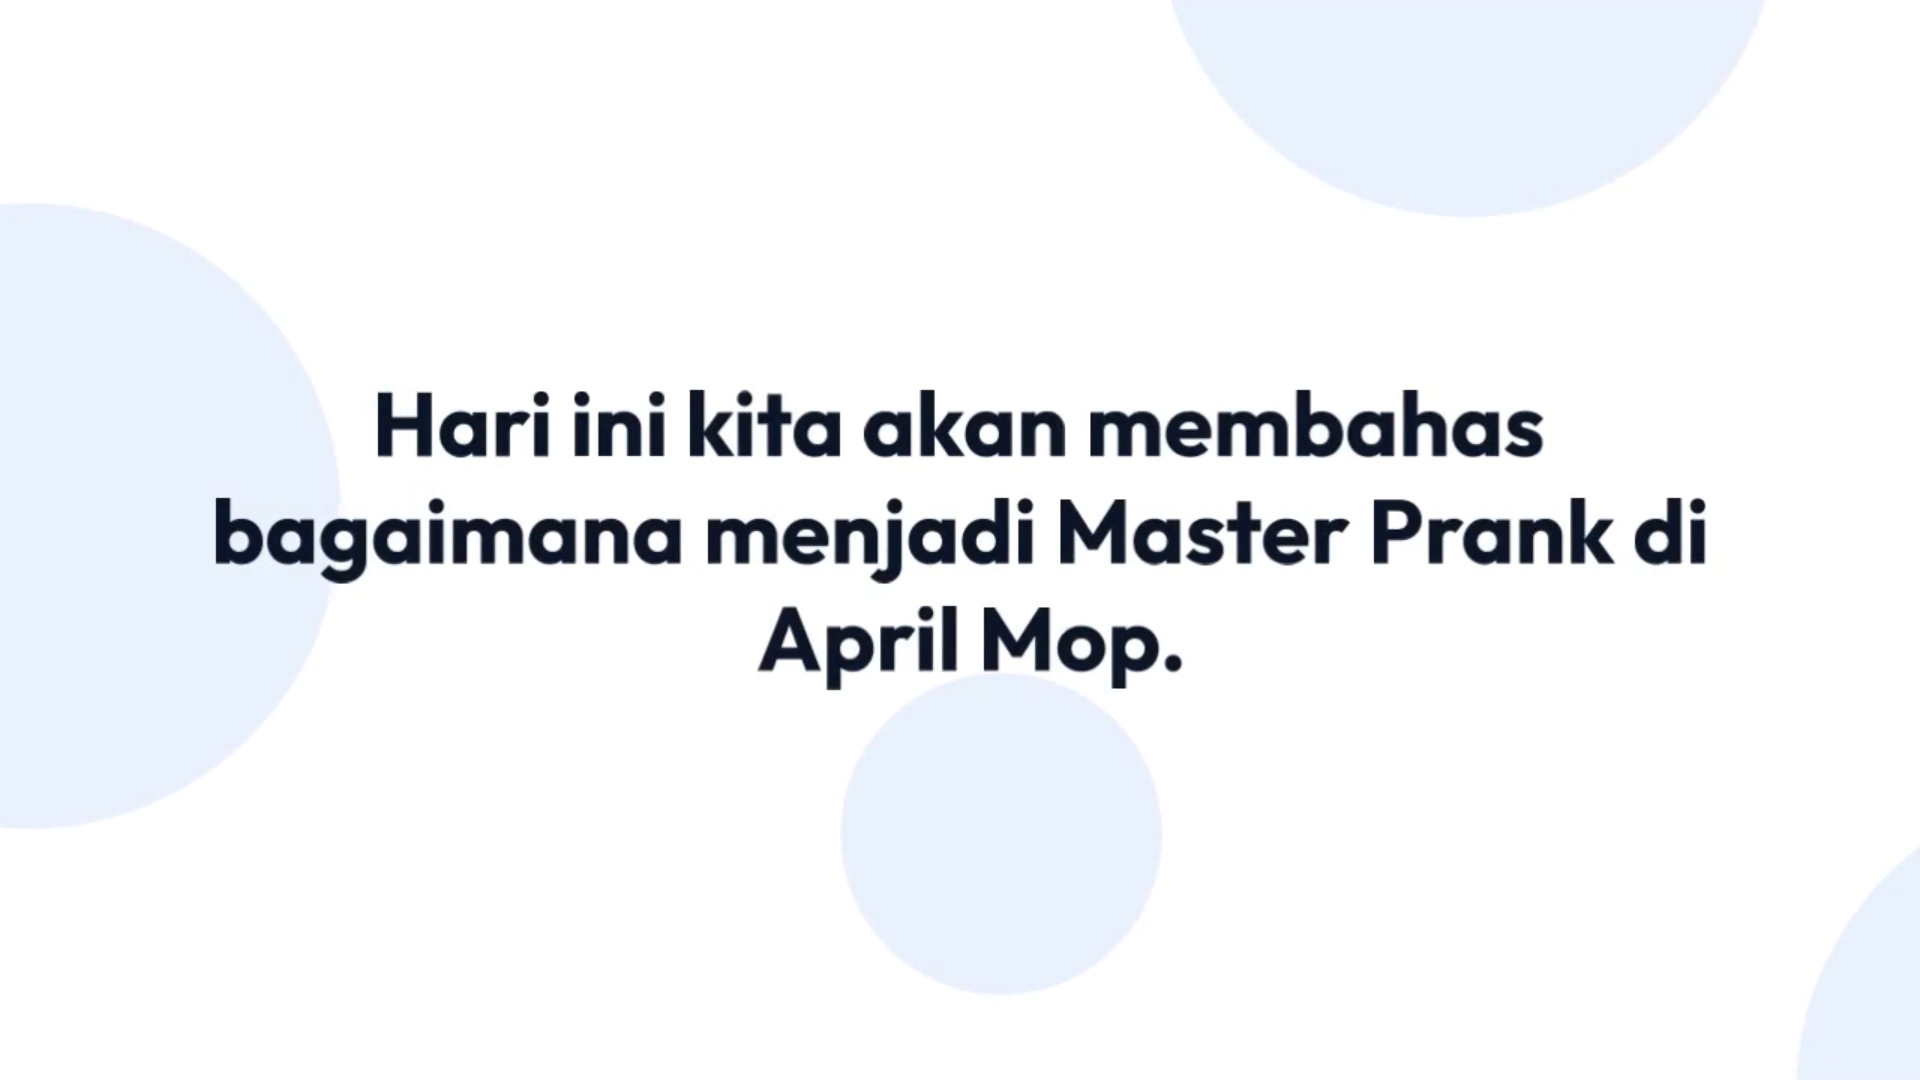 Hari ini kita akan membahas
bagaimana menjadi Master Prank di
April Mop.